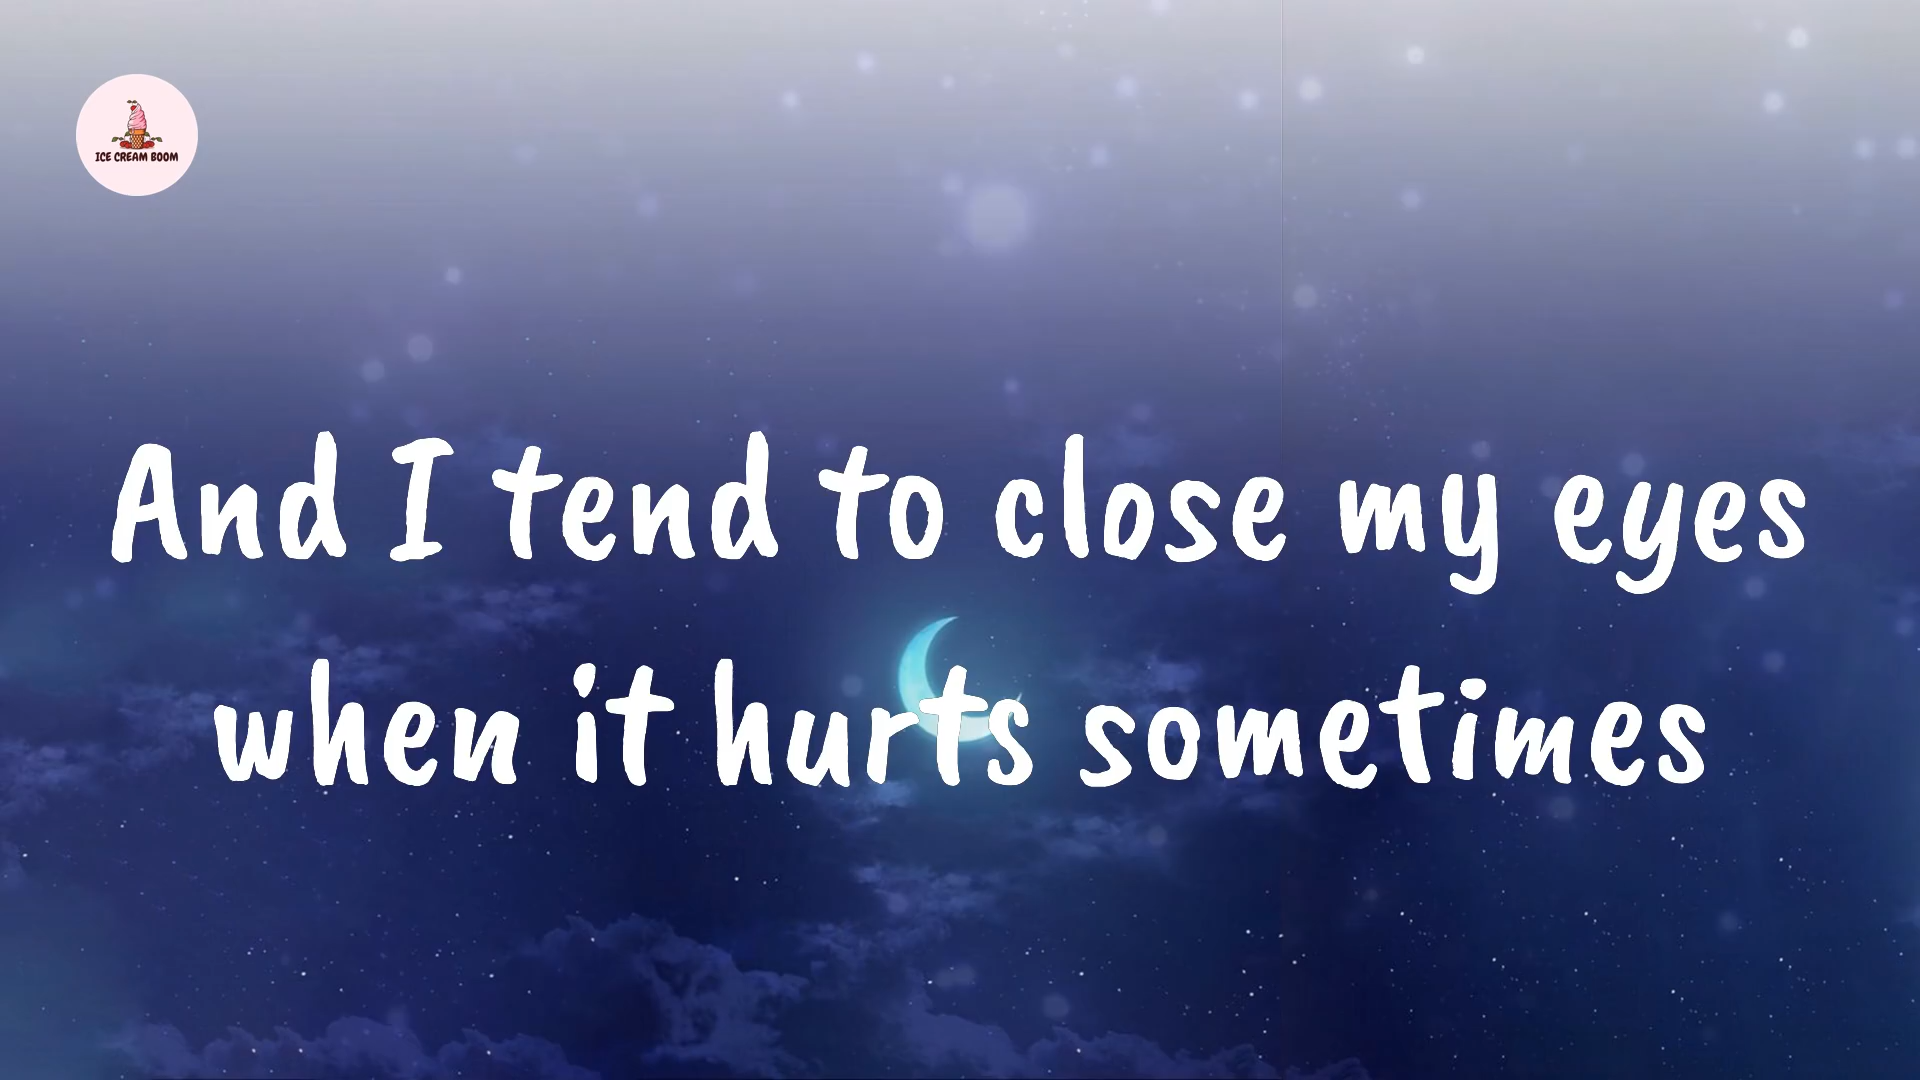 ICE CREAM BOOM
And I tend to close my eyes
when it hurts sometimes